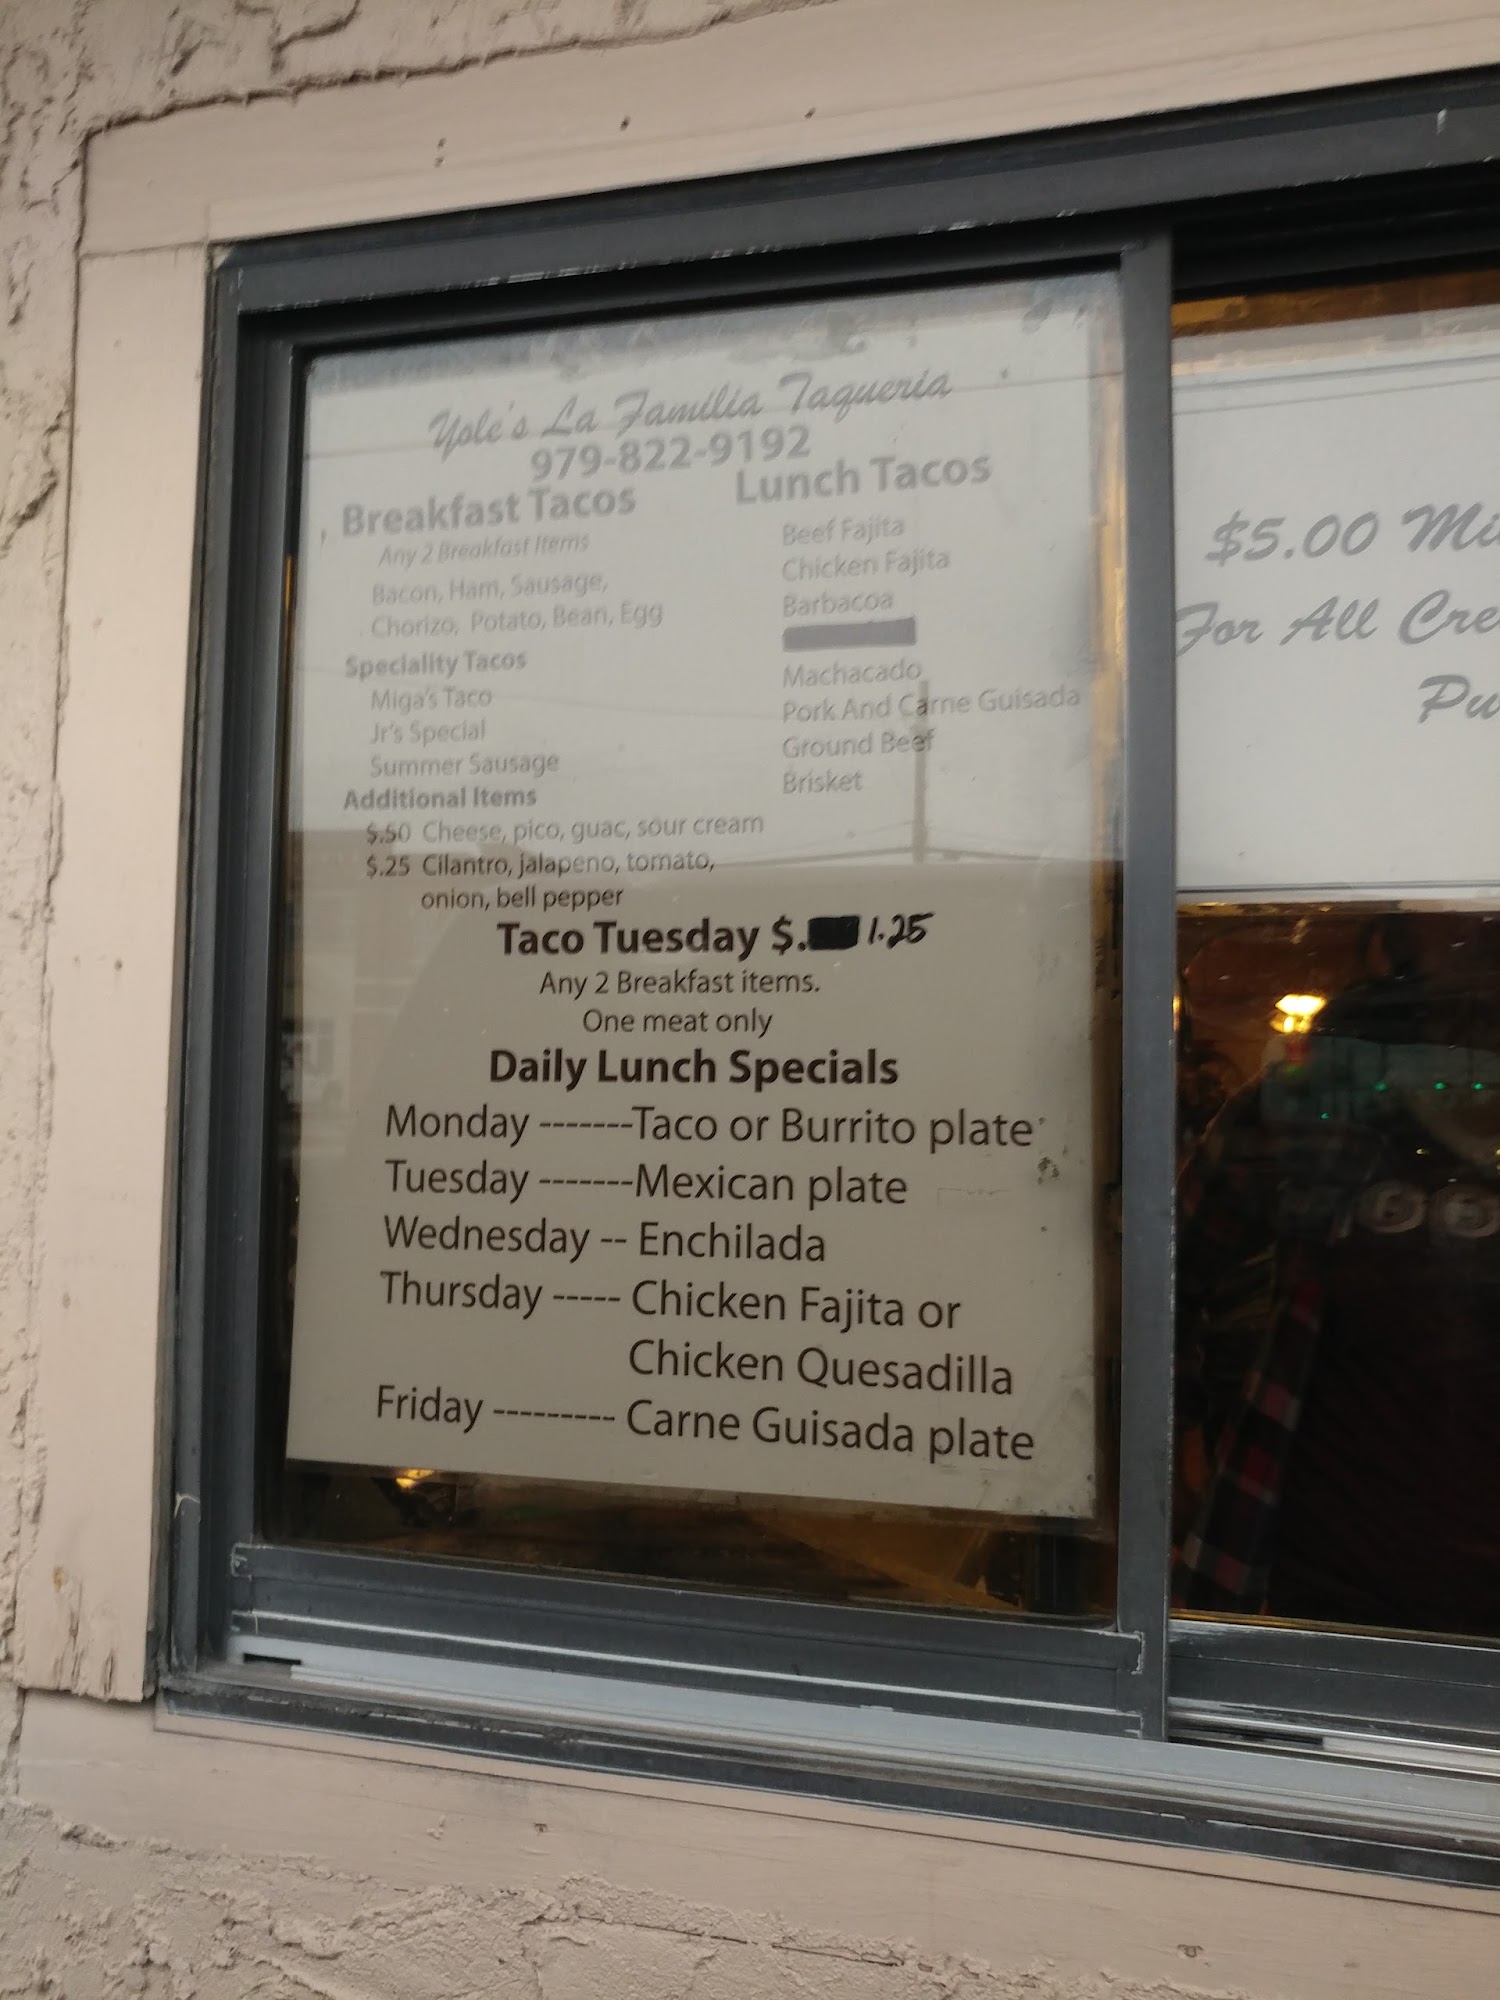 Yole's La Familia Taqueria
979-822-9192
Breakfast Tacos
Any 2 Breakfast Items
Bacon, Ham, Sausage,
Chorizo, Potato, Bean, Egg
Speciality Tacos
Miga's Taco
Jr's Special
Summer Sausage
Additional Items
$.50 Cheese, pico, guac, sour cream
$.25 Cilantro, jalapeno, tomato,
onion, bell pepper
Lunch Tacos
Beef Fajita
Chicken Fajita
Barbacoa
Machacado
Pork And Carne Guisada
Ground Beef
Brisket
Taco Tuesday $. 1.25
Any 2 Breakfast items.
One meat only
Daily Lunch Specials
Monday -------Taco or Burrito plate
Tuesday -------Mexican plate
Wednesday -- Enchilada
Thursday ----- Chicken Fajita or
Chicken Quesadilla
Friday --------- Carne Guisada plate
$5.00
For All